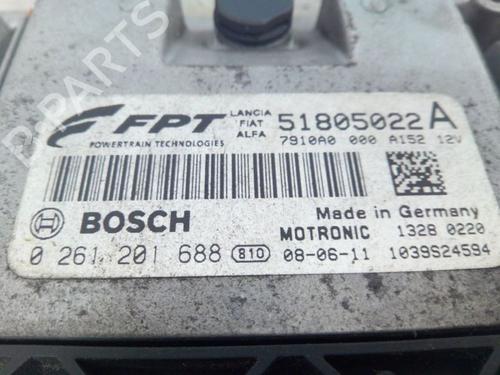 B-PARTS
FPT
POWERTRAIN TECHNOLOGIES
LANCIA
FIAT
ALFA
51805022 A
7910A0 000 A152 12V
BOSCH
0 261 201 688 810
Made in Germany
MOTRONIC 1328 0220
08-06-11 1039S24594